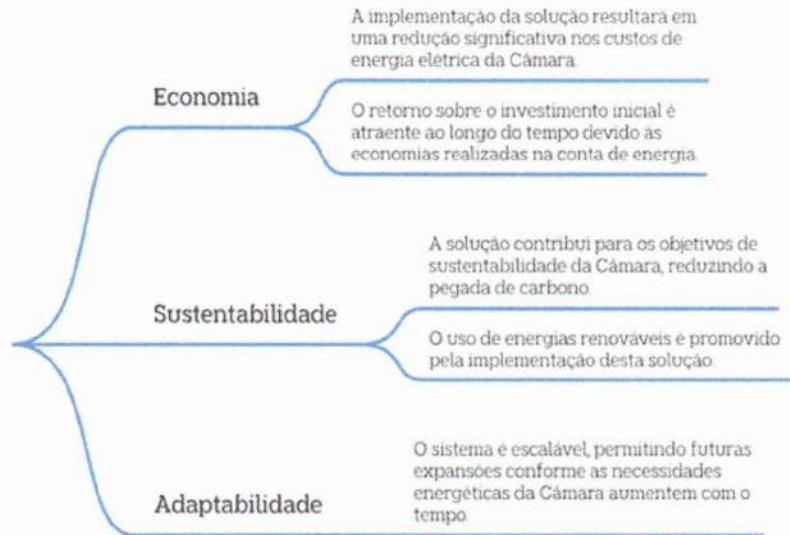 Economia
A implementação da solução resultará em
uma redução significativa nos custos de
energia elétrica da Câmara.
O retorno sobre o investimento inicial é
atraente ao longo do tempo devido às
economias realizadas na conta de energia.
Sustentabilidade
A solução contribui para os objetivos de
sustentabilidade da Câmara, reduzindo a
pegada de carbono.
O uso de energias renováveis é promovido
pela implementação desta solução.
Adaptabilidade
O sistema é escalável, permitindo futuras
expansões conforme as necessidades
energéticas da Câmara aumentem com o
tempo.